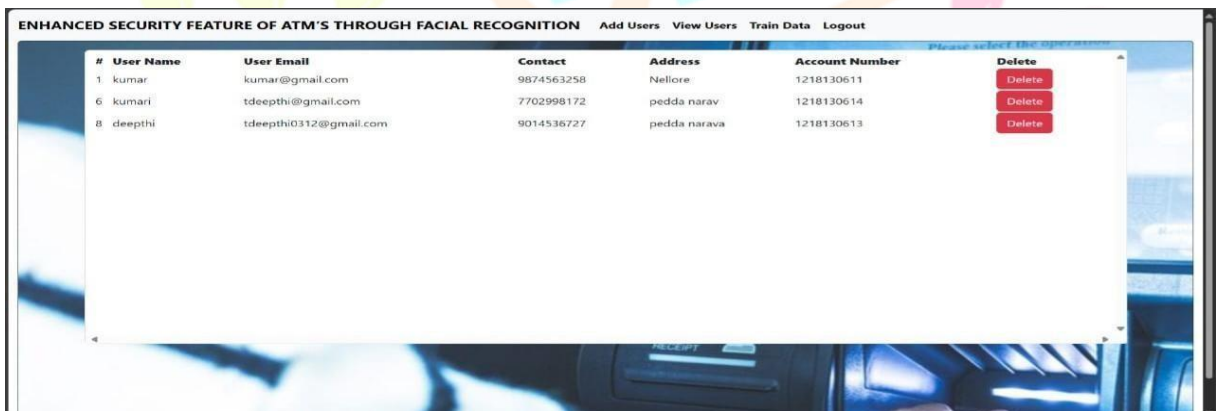 ENHANCED SECURITY FEATURE OF ATM'S THROUGH FACIAL RECOGNITION Add Users View Users Train Data Logout
Please select the operation
# User Name User Email Contact Address Account Number Delete
1 kumar kumar@gmail.com 9874563258 Nellore 1218130611 Delete
6 kumari tdeepthi@gmail.com 7702998172 pedda narav 1218130614 Delete
8 deepthi tdeepthi0312@gmail.com 9014536727 pedda narava 1218130613 Delete
RECEIPT